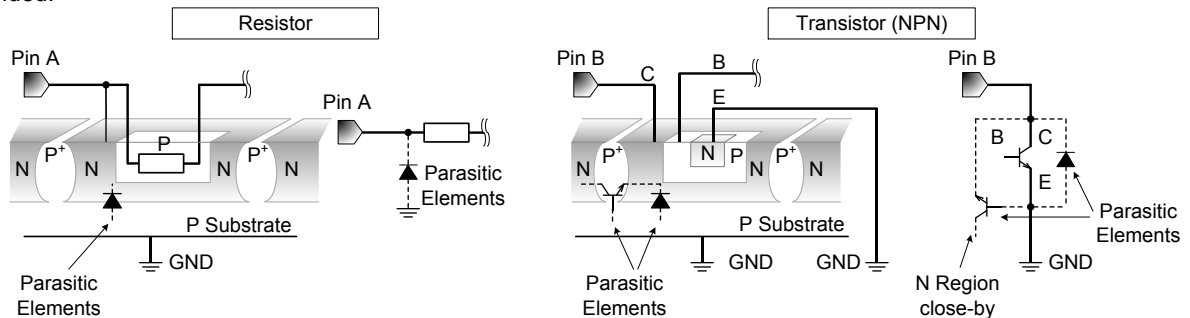 Resistor
Transistor (NPN)
Pin A
Pin B
Pin B
C
B
E
Pin A
P
N
P+
N
P+
N
N
P+
N
N
P
P+
N
B
C
E
Parasitic
Elements
P Substrate
P Substrate
Parasitic
Elements
GND
GND
GND
GND
Parasitic
Elements
Parasitic
Elements
N Region
close-by